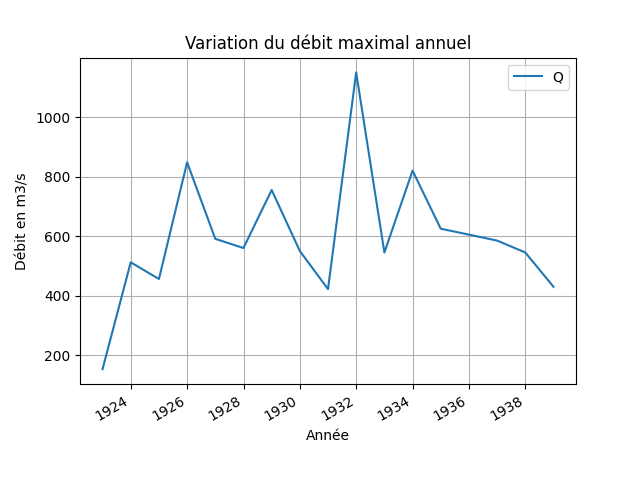 Variation du débit maximal annuel
Q
1000
800
600
400
200
Débit en m3/s
1924 1926 1928 1930 1932 1934 1936 1938
Année